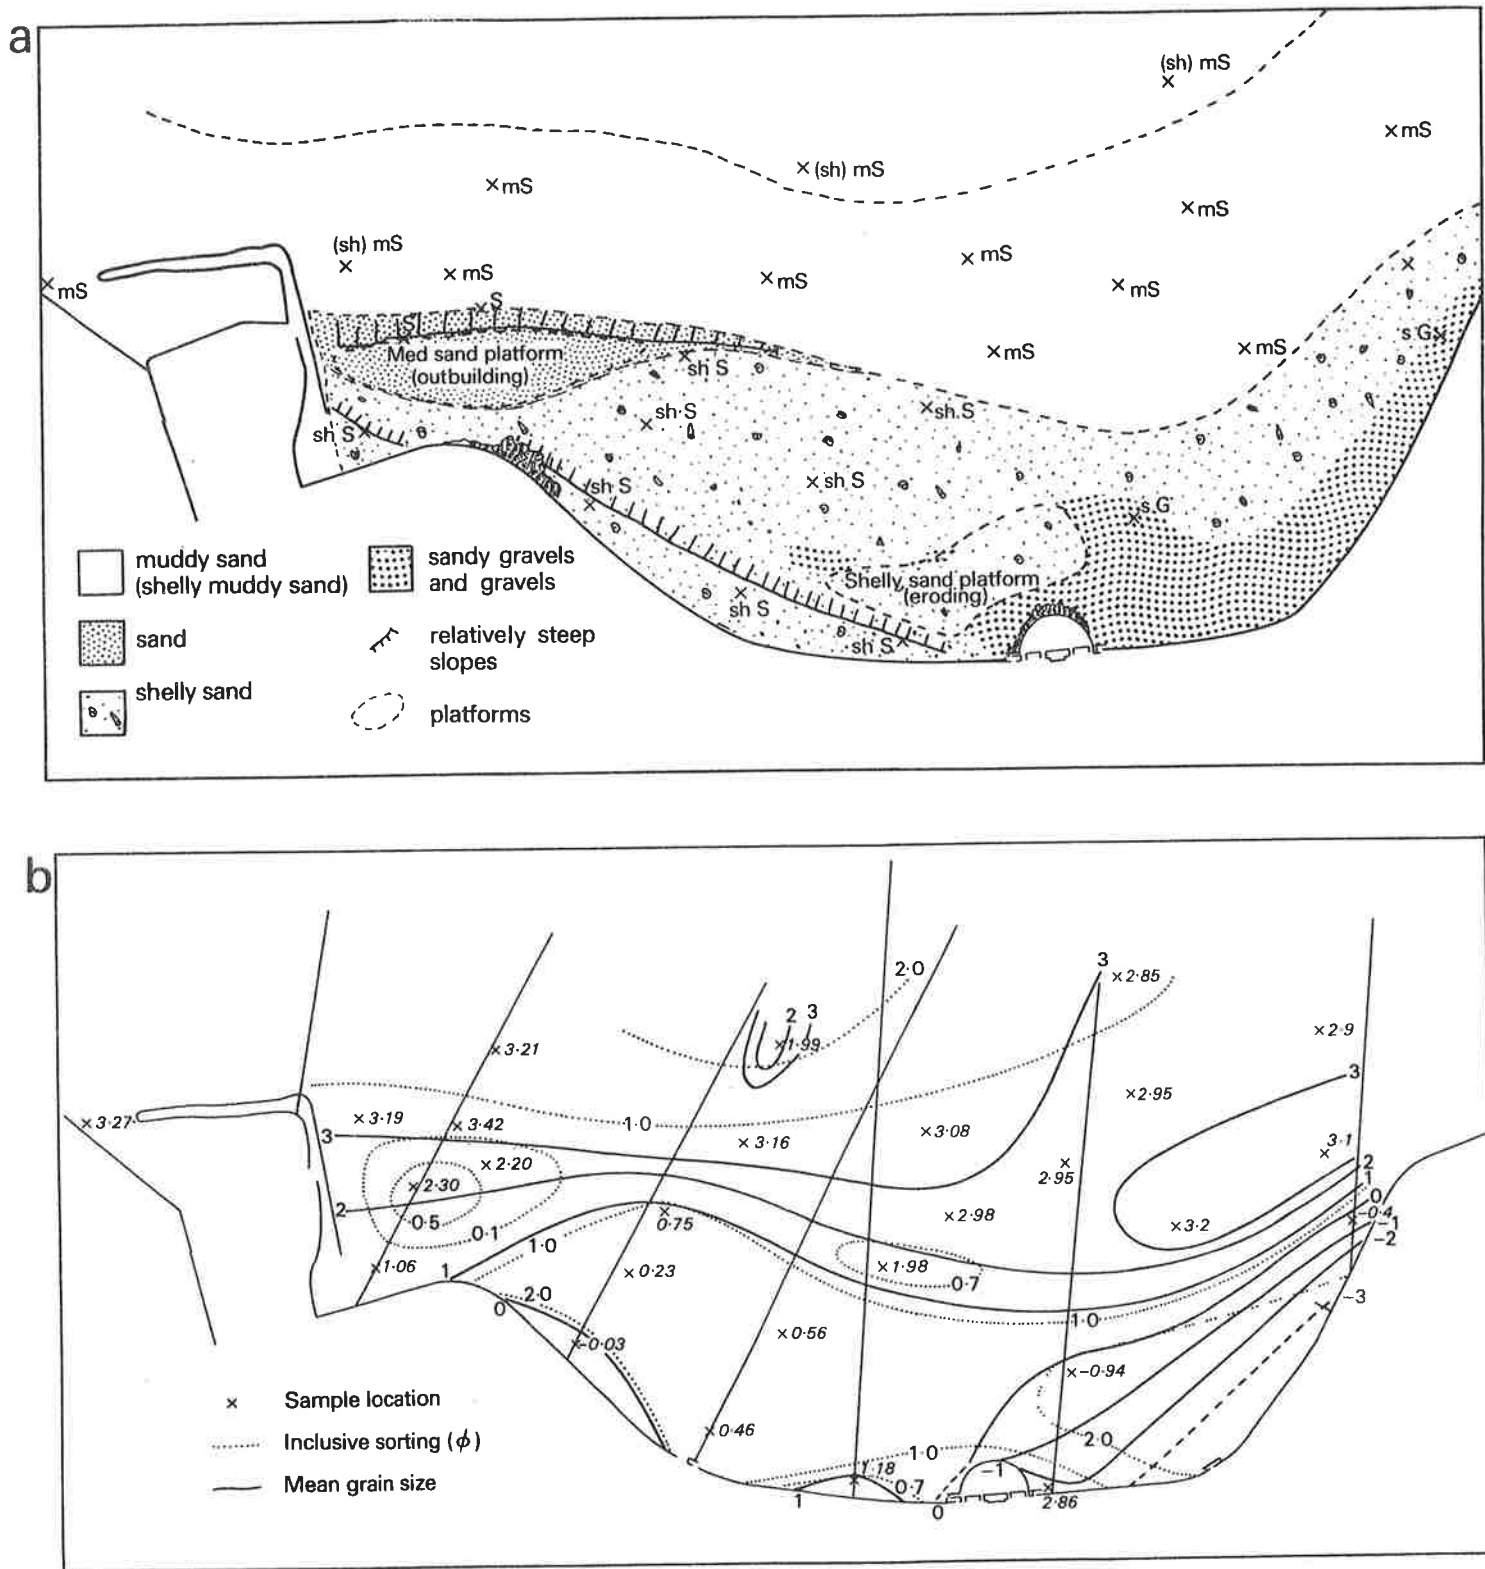 a
(sh) mS
mS
(sh) mS
mS
mS
(sh) mS
mS
mS
mS
mS
mS
S
S
s G
mS
mS
Med sand platform
(outbuilding)
sh S
sh S
sh S
sh S
sh S
sh S
s G
Shelly sand platform
(eroding)
sh S
sh S
muddy sand
(shelly muddy sand)
sandy gravels
and gravels
sand
relatively steep
slopes
shelly sand
platforms
b
2·0
3
2·85
2 3
1·99
2·9
3·21
3
2·95
3·27
3·19
3·42
1·0
3·08
3
3·16
3·1
2·20
2·95
2
2·30
1
2
0·5
0·1
0·75
2·98
3·2
0
-0·4
-1
-2
1·0
1·06
0·23
1·98
0·7
1
0
2·0
1·0
-3
-0·03
0·56
-0·94
0·46
1·0
2·0
1·18
-1
0·7
1
0
2·86
Sample location
Inclusive sorting (ϕ)
Mean grain size